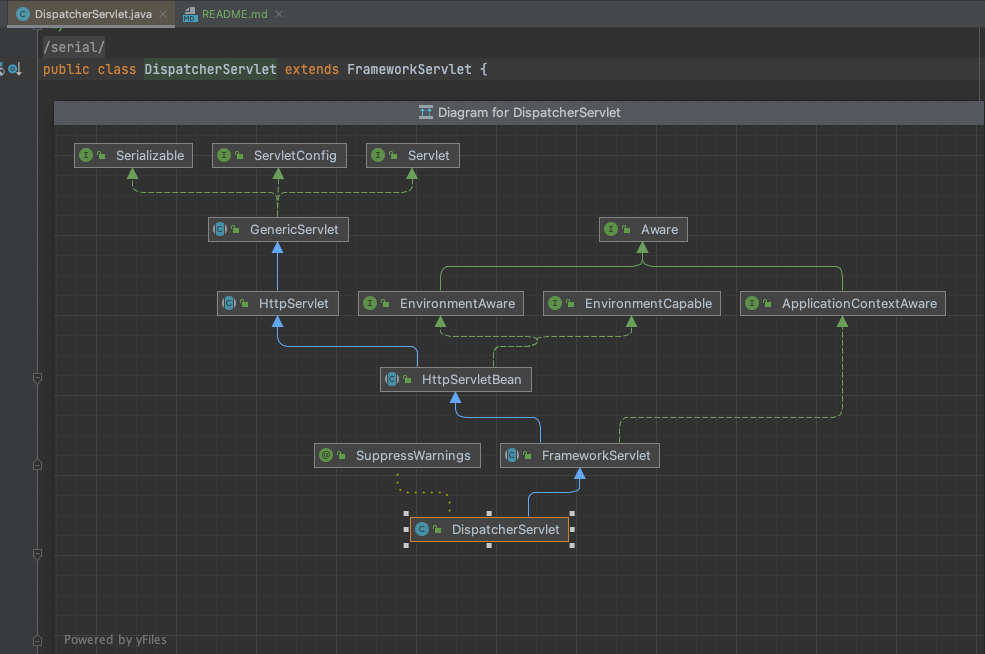 DispatcherServlet.java README.md
/serial/
public class DispatcherServlet extends FrameworkServlet {
Diagram for DispatcherServlet
Serializable ServletConfig Servlet
GenericServlet Aware
HttpServlet EnvironmentAware EnvironmentCapable ApplicationContextAware
HttpServletBean
SuppressWarnings FrameworkServlet
DispatcherServlet
Powered by yFiles